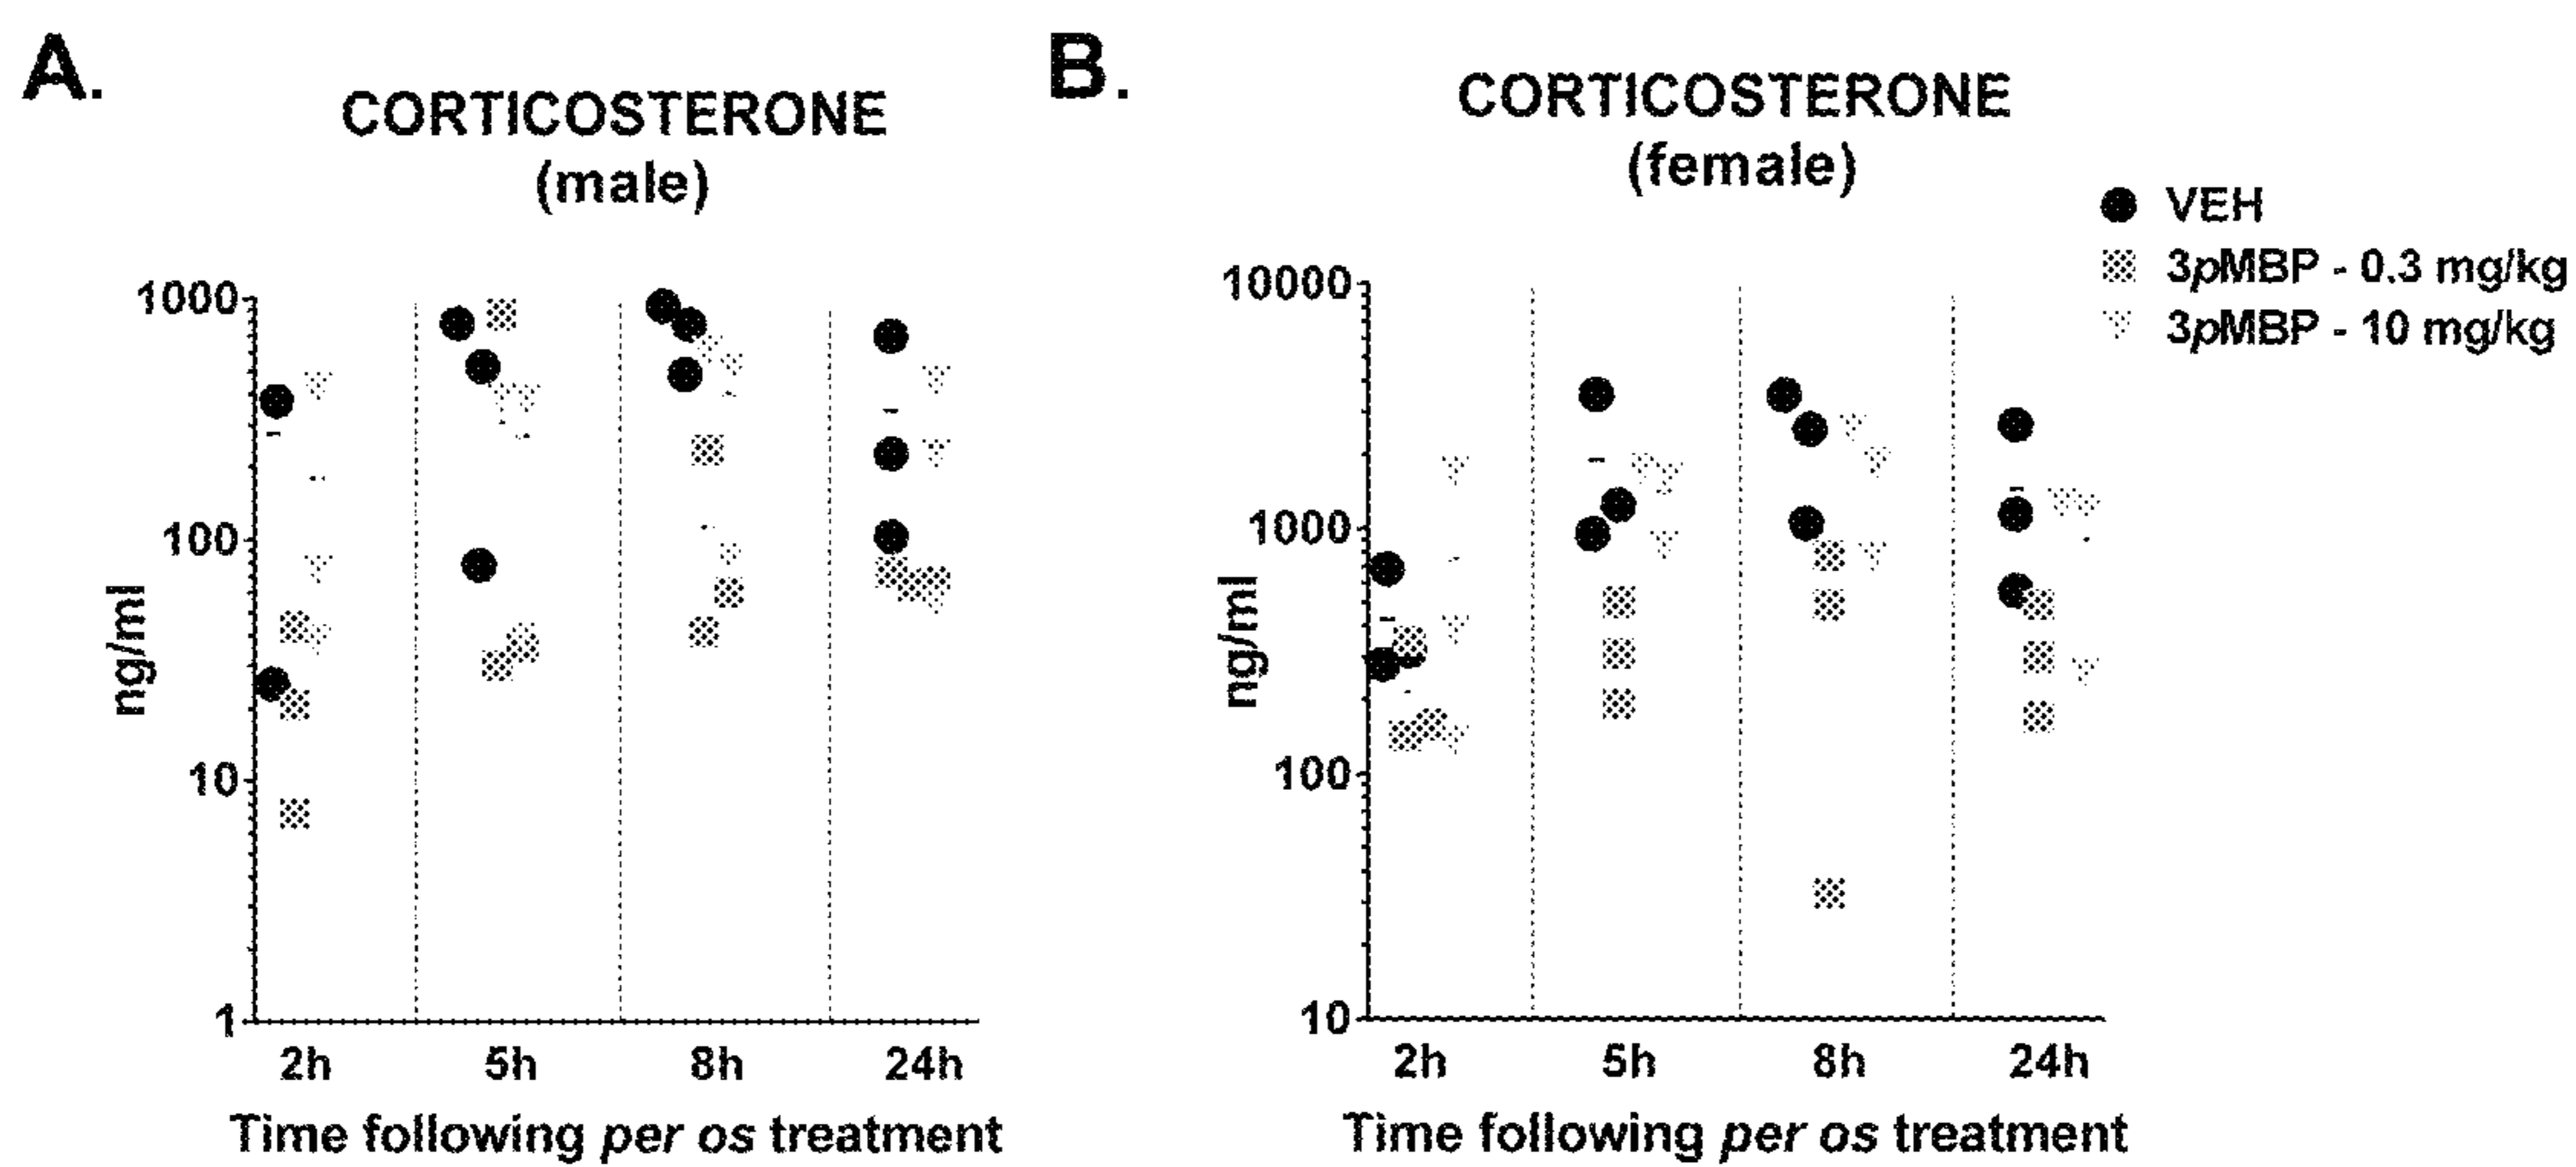 A.
CORTICOSTERONE
(male)
1000
100
10
1
ng/ml
2h 5h 8h 24h
Time following per os treatment
B.
CORTICOSTERONE
(female)
10000
1000
100
10
ng/ml
2h 5h 8h 24h
Time following per os treatment
VEH
3pMBP - 0.3 mg/kg
3pMBP - 10 mg/kg